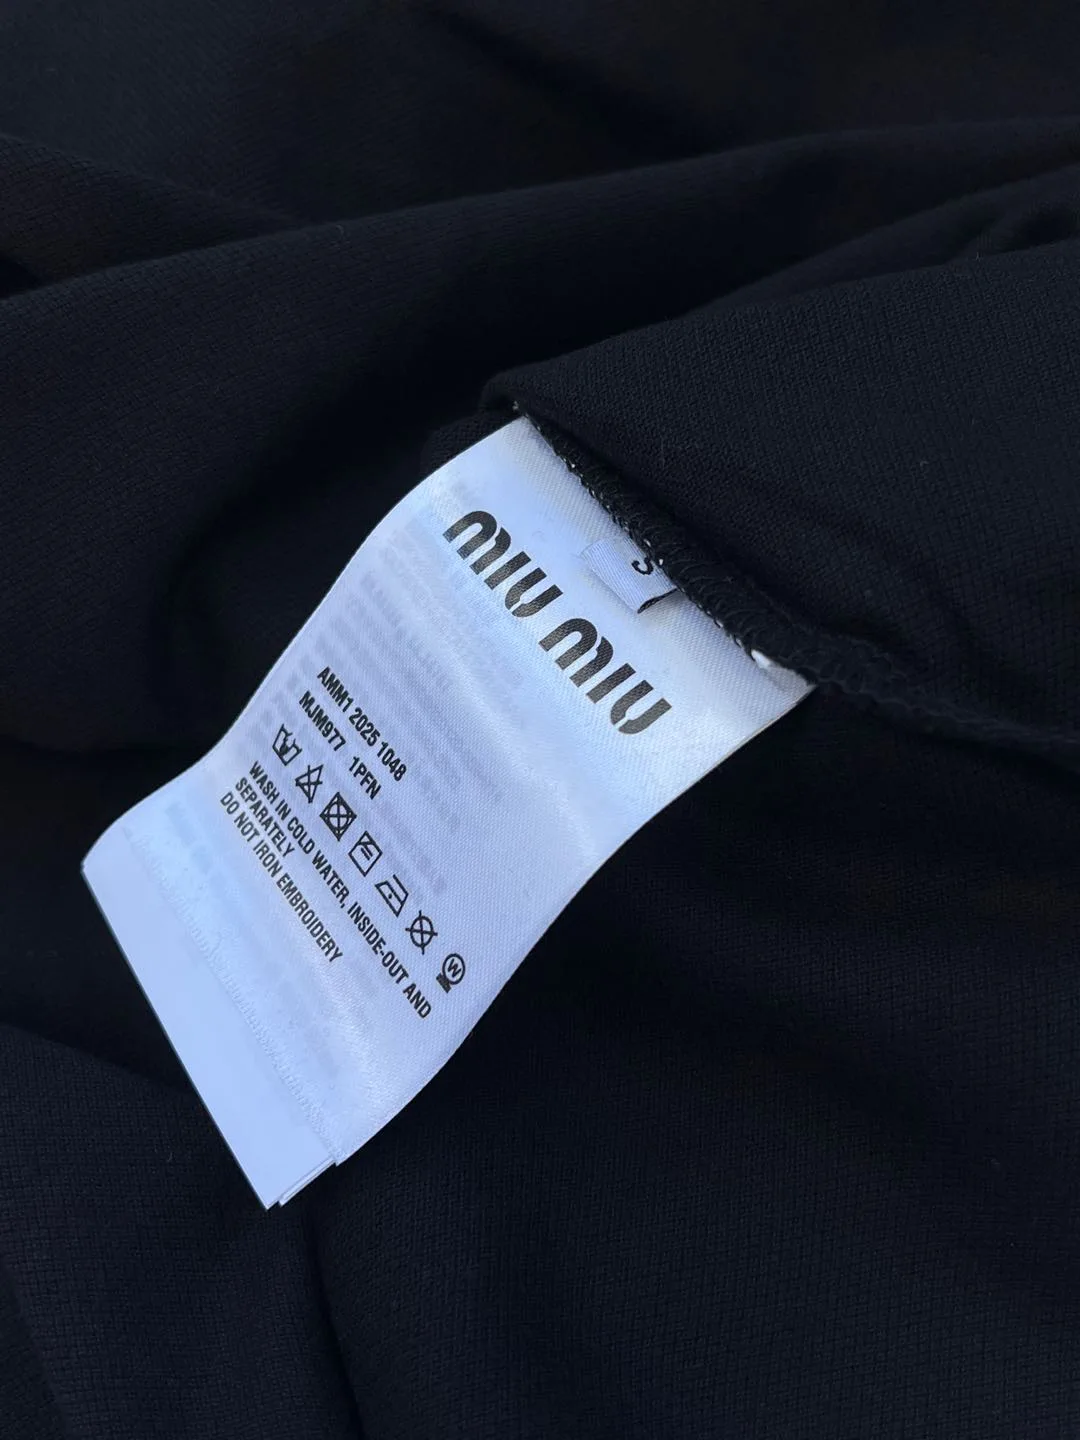 MIU MIU
S
AMM1 2025 1048
MJM977 1PFN
W
WASH IN COLD WATER, INSIDE-OUT AND
SEPARATELY
DO NOT IRON EMBROIDERY